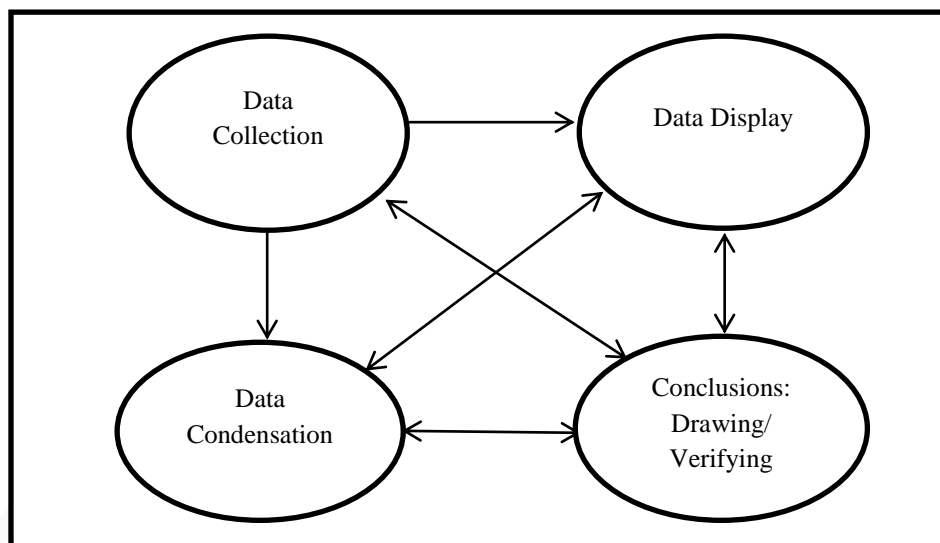 Data
Collection
Data Display
Data
Condensation
Conclusions:
Drawing/
Verifying